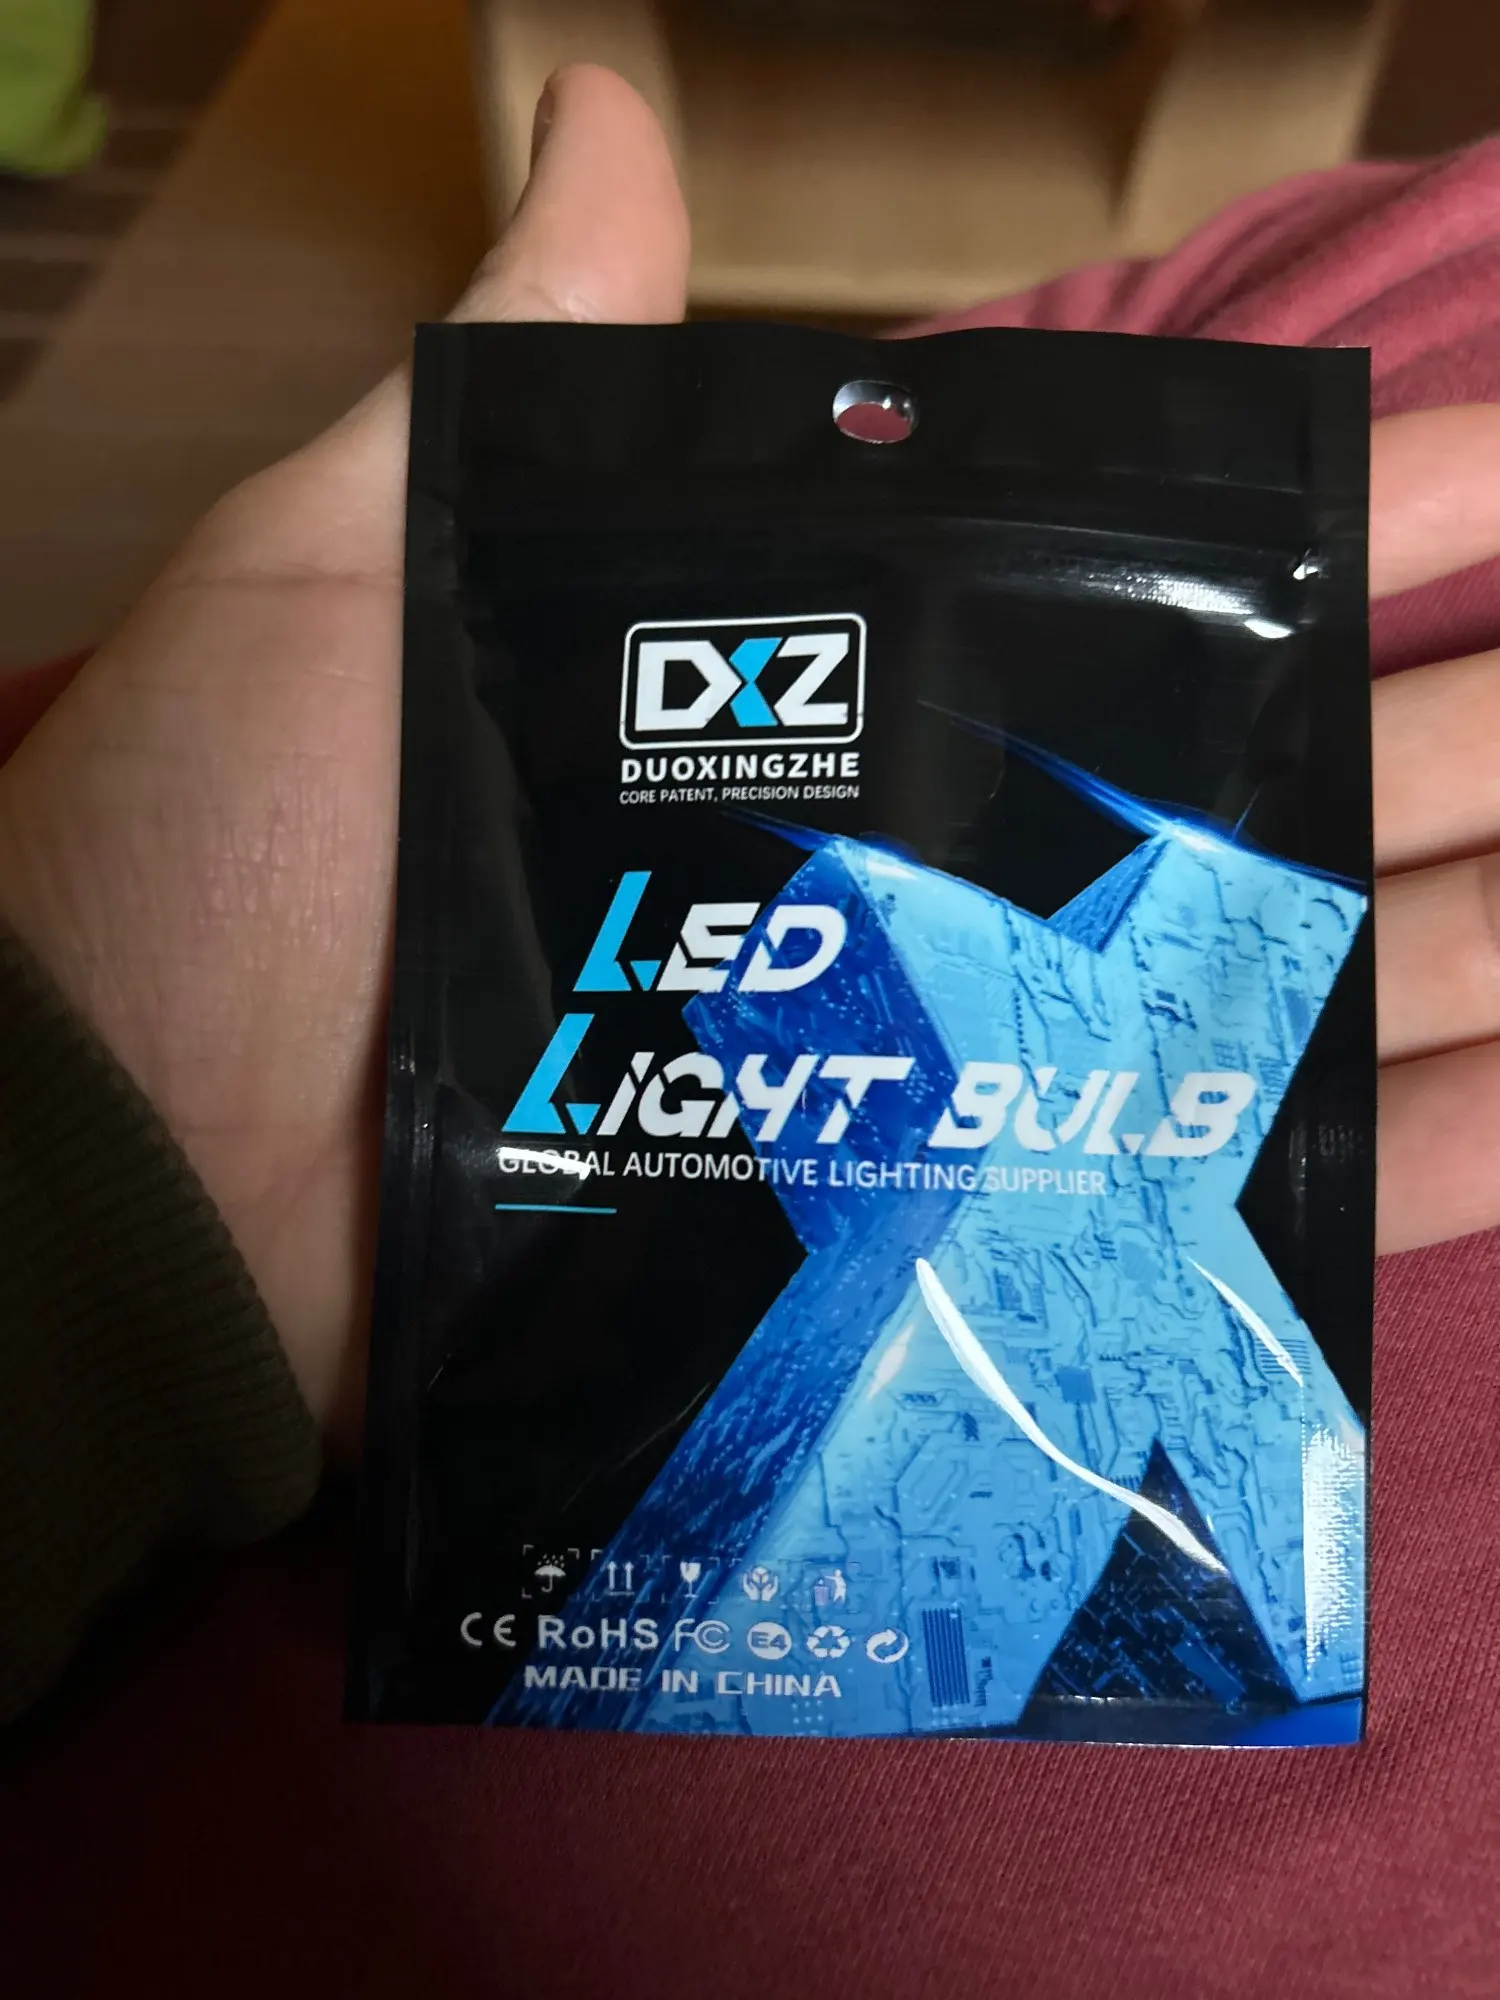 DXZ
DUOXINGZHE
CORE PATENT, PRECISION DESIGN
LED
LIGHT BULB
GLOBAL AUTOMOTIVE LIGHTING SUPPLIER
CE RoHS FC E4
MADE IN CHINA